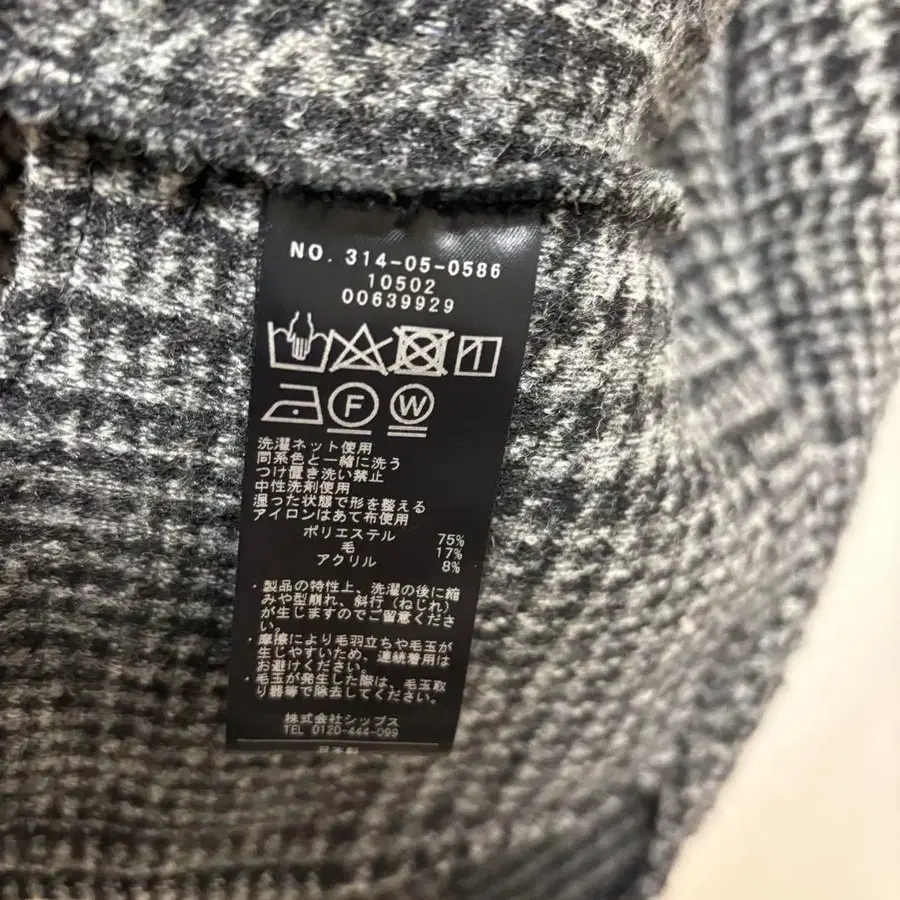 NO. 314-05-0586
10502
00639929
F W
洗濯ネット使用
同系色と一緒に洗う
つけ置き洗い禁止
中性洗剤使用
湿った状態で形を整える
アイロンはあて布使用
ポリエステル 75%
毛 17%
アクリル 8%
・製品の特性上、洗濯の後に縮
みや型崩れ、斜行(ねじれ)
が生じますのでご留意くださ
い。
・摩擦により毛羽立ちや毛玉が
生じやすいため、連続着用は
お避けください。
・毛玉が発生した際は、毛玉取
り器等で除去してください。
株式会社シップス
TEL 0120-444-099
日本製